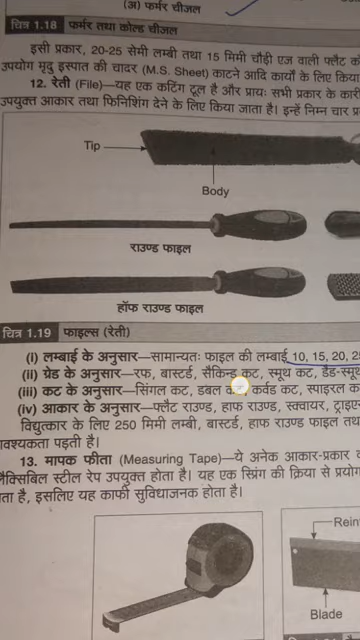 (अ) फर्मर चीजल
चित्र 1.18 फर्मर तथा कोल्ड चीजल
इसी प्रकार, 20-25 सेमी लम्बी तथा 15 मिमी चौड़ी एज वाली फ्लैट
उपयोग मृदु इस्पात की चादर (M.S. Sheet) काटने आदि कार्यों के लिए किया
12. रेती (File)—यह एक कटिंग टूल है और प्रायः सभी प्रकार के कारी
उपयुक्त आकार तथा फिनिशिंग देने के लिए किया जाता है। इन्हें निम्न चार
Tip
Body
राउण्ड फाइल
हॉफ राउण्ड फाइल
चित्र 1.19 फाइल्स (रेती)
(i) लम्बाई के अनुसार—सामान्यतः फाइल की लम्बाई 10, 15, 20,
(ii) ग्रेड के अनुसार—रफ, बास्टर्ड, सैकिन्ड कट, स्मूथ कट, डैड-स्मूथ
(iii) कट के अनुसार—सिंगल कट, डबल कट, कर्वड कट, स्पाइरल
(iv) आकार के अनुसार—फ्लैट राउण्ड, हाफ राउण्ड, स्क्वायर,
विद्युत्कार के लिए 250 मिमी लम्बी, बास्टर्ड, हाफ राउण्ड फाइल
वश्यकता पड़ती है।
13. मापक फीता (Measuring Tape)—ये अनेक आकार-प्रकार
लैक्सिबिल स्टील रेप उपयुक्त होता है। यह एक स्प्रिंग की क्रिया से
ता है, इसलिए यह काफी सुविधाजनक होता है।
Blade